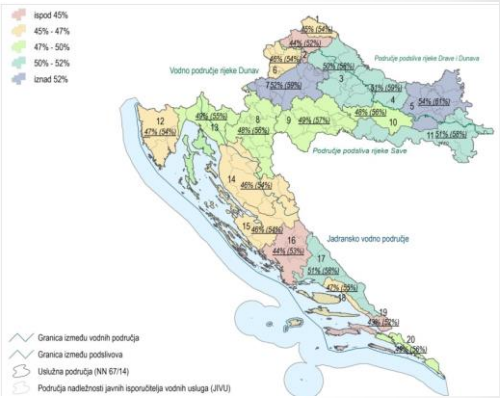 ispod 45%
45% - 47%
47% - 50%
50% - 52%
iznad 52%
45% (54%)
44% (52%)
2
46% (54%)
6
Vodno područje rijeke Dunav
50% (58%)
3
Područje podsliva rijeke Drave i Dunava
7 52% (59%)
51% (59%)
4
5
54% (61%)
12
47% (54%)
49% (55%)
13
8
48% (56%)
9
49% (57%)
48% (56%)
10
11 51% (58%)
Područje podsliva rijeke Save
14
46% (54%)
15 46% (54%)
16
44% (53%)
Jadransko vodno područje
17
51% (58%)
47% (55%)
18
19
20
Granica između vodnih područja
Granica između podslivova
Uslužna područja (NN 67/14)
Područja nadležnosti javnih isporučitelja vodnih usluga (JIVU)